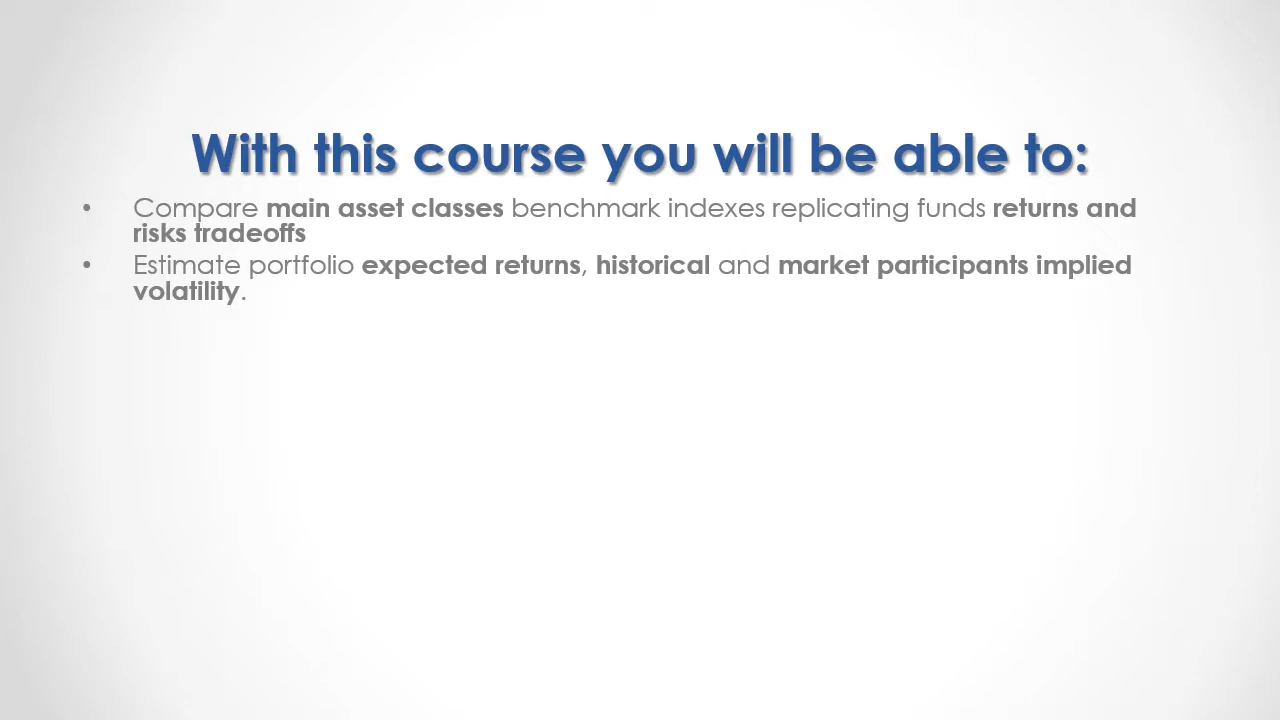 With this course you will be able to:
• Compare main asset classes benchmark indexes replicating funds returns and
risks tradeoffs
• Estimate portfolio expected returns, historical and market participants implied
volatility.